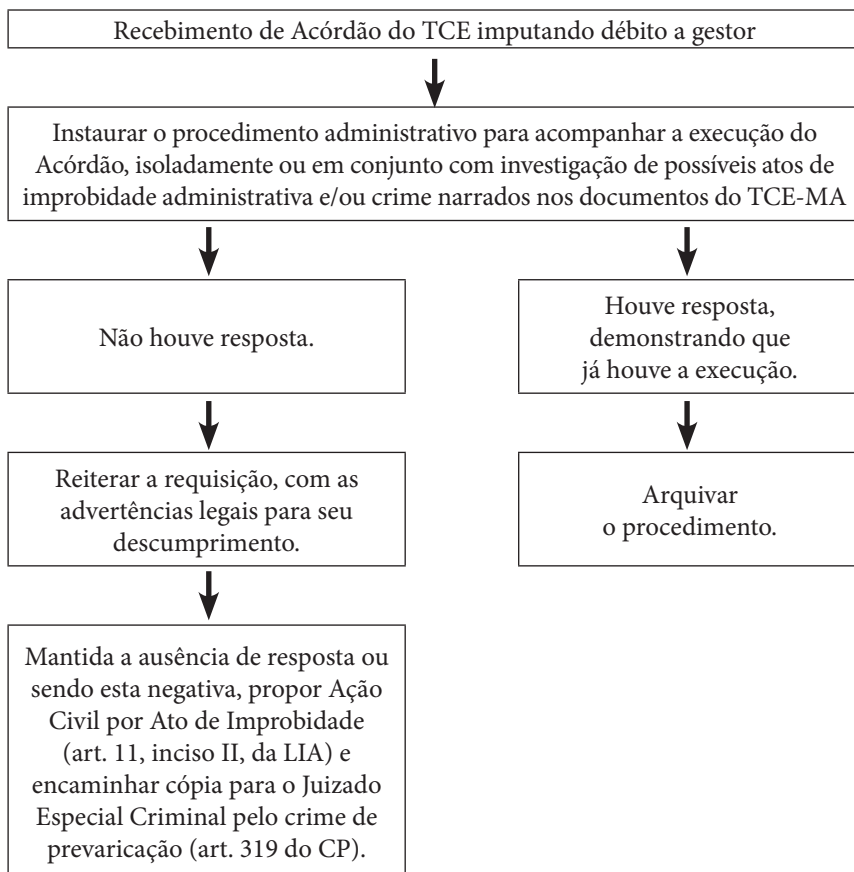 Recebimento de Acórdão do TCE imputando débito a gestor
Instaurar o procedimento administrativo para acompanhar a execução do
Acórdão, isoladamente ou em conjunto com investigação de possíveis atos de
improbidade administrativa e/ou crime narrados nos documentos do TCE-MA
Não houve resposta.
Reiterar a requisição, com as
advertências legais para seu
descumprimento.
Mantida a ausência de resposta ou
sendo esta negativa, propor Ação
Civil por Ato de Improbidade
(art. 11, inciso II, da LIA) e
encaminhar cópia para o Juizado
Especial Criminal pelo crime de
prevaricação (art. 319 do CP).
Houve resposta,
demonstrando que
já houve a execução.
Arquivar
o procedimento.